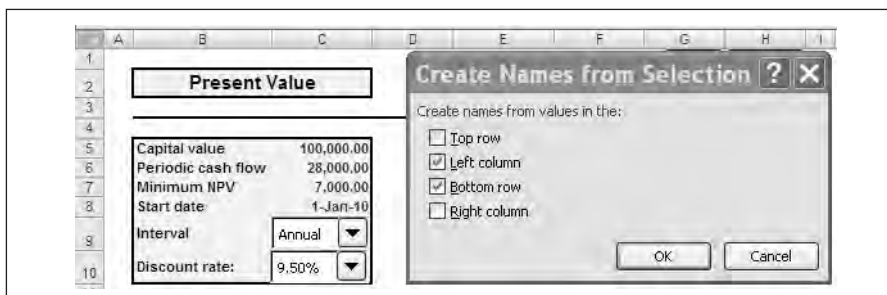 A B C D E F G H I
1
2 Present Value
3
4
5 Capital value 100,000.00
6 Periodic cash flow 28,000.00
7 Minimum NPV 7,000.00
8 Start date 1-Jan-10
9 Interval Annual
10 Discount rate: 9.50%
Create Names from Selection ? X
Create names from values in the:
Top row
Left column
Bottom row
Right column
OK Cancel